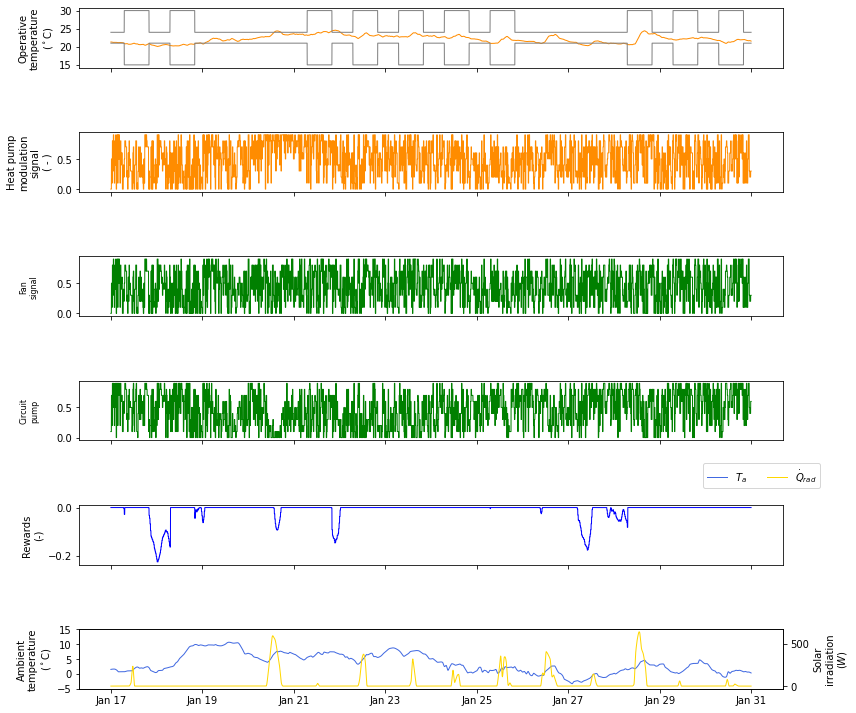 Operative
temperature
(°C)
30
25
20
15
Heat pump
modulation
signal
( - )
0.5
0.0
Fan
signal
0.5
0.0
Circuit
pump
0.5
0.0
T_a Q̇_rad
Rewards
(-)
0.0
−0.2
Ambient
temperature
(°C)
15
10
5
0
−5
500
0
Solar
irradiation
(W)
Jan 17 Jan 19 Jan 21 Jan 23 Jan 25 Jan 27 Jan 29 Jan 31